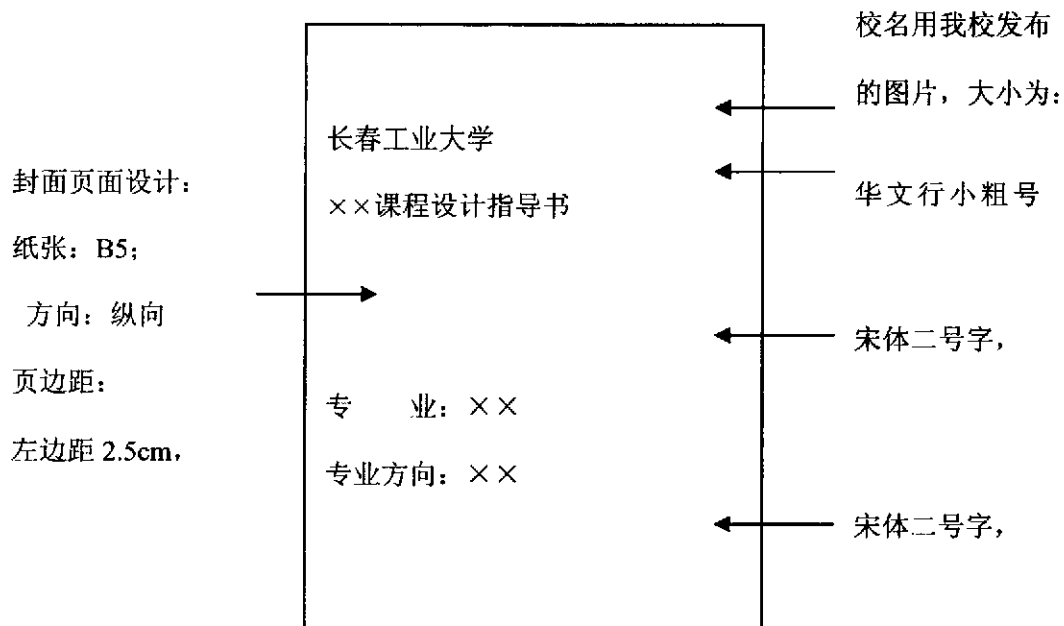 封面页面设计：
纸张：B5；
方向：纵向
页边距：
左边距 2.5cm，
长春工业大学
××课程设计指导书
专　　业：××
专业方向：××
校名用我校发布
的图片，大小为：
华文行小粗号
宋体二号字，
宋体二号字，